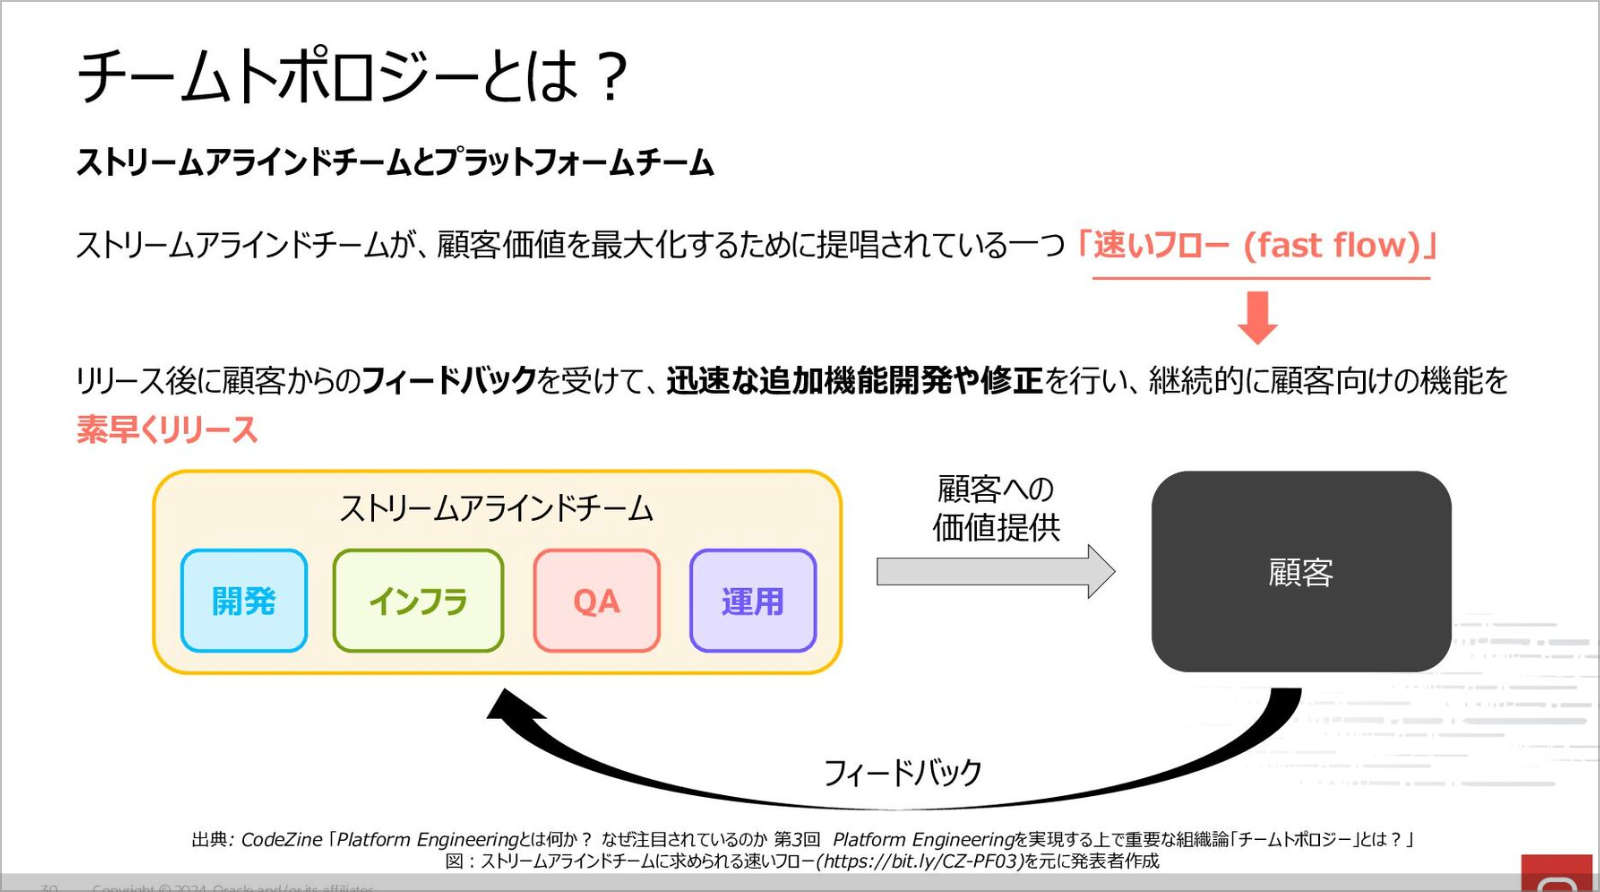 チームトポロジーとは？
ストリームアラインドチームとプラットフォームチーム
ストリームアラインドチームが、顧客価値を最大化するために提唱されている一つ「速いフロー (fast flow)」
リリース後に顧客からのフィードバックを受けて、迅速な追加機能開発や修正を行い、継続的に顧客向けの機能を
素早くリリース
ストリームアラインドチーム
開発
インフラ
QA
運用
顧客への
価値提供
顧客
フィードバック
出典: CodeZine 「Platform Engineeringとは何か？ なぜ注目されているのか 第3回 Platform Engineeringを実現する上で重要な組織論「チームトポロジー」とは？」
図：ストリームアラインドチームに求められる速いフロー(https://bit.ly/CZ-PF03)を元に発表者作成
30 Copyright © 2024, Oracle and/or its affiliates